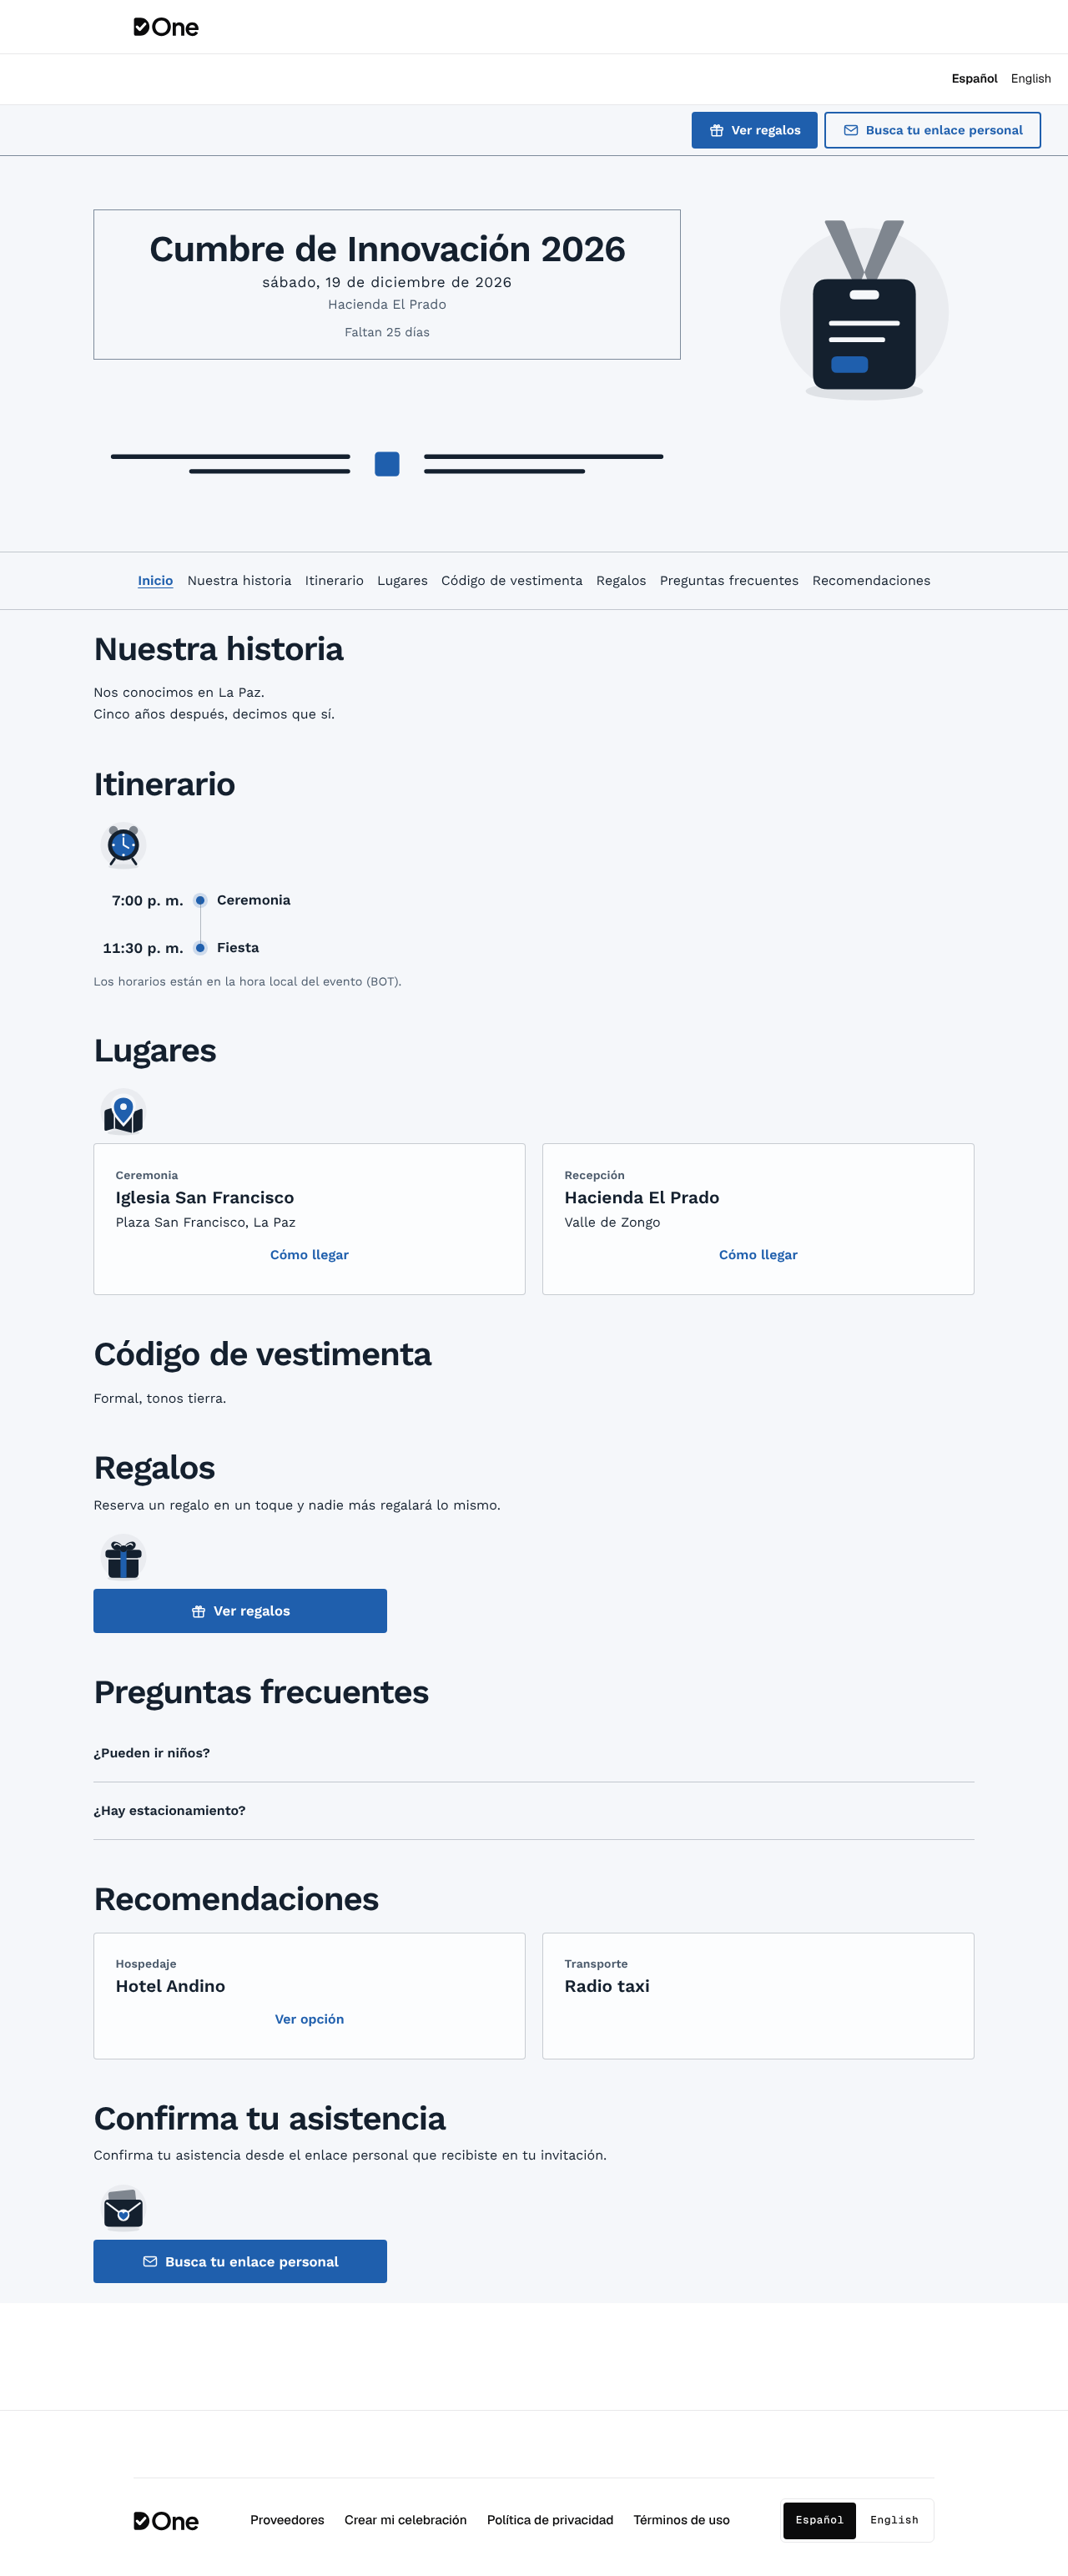 One
Español English
Ver regalos Busca tu enlace personal
Cumbre de Innovación 2026
sábado, 19 de diciembre de 2026
Hacienda El Prado
Faltan 25 días
Inicio Nuestra historia Itinerario Lugares Código de vestimenta Regalos Preguntas frecuentes Recomendaciones
Nuestra historia
Nos conocimos en La Paz.
Cinco años después, decimos que sí.
Itinerario
7:00 p. m. Ceremonia
11:30 p. m. Fiesta
Los horarios están en la hora local del evento (BOT).
Lugares
Ceremonia
Iglesia San Francisco
Plaza San Francisco, La Paz
Cómo llegar
Recepción
Hacienda El Prado
Valle de Zongo
Cómo llegar
Código de vestimenta
Formal, tonos tierra.
Regalos
Reserva un regalo en un toque y nadie más regalará lo mismo.
Ver regalos
Preguntas frecuentes
¿Pueden ir niños?
¿Hay estacionamiento?
Recomendaciones
Hospedaje
Hotel Andino
Ver opción
Transporte
Radio taxi
Confirma tu asistencia
Confirma tu asistencia desde el enlace personal que recibiste en tu invitación.
Busca tu enlace personal
One
Proveedores Crear mi celebración Política de privacidad Términos de uso
Español English